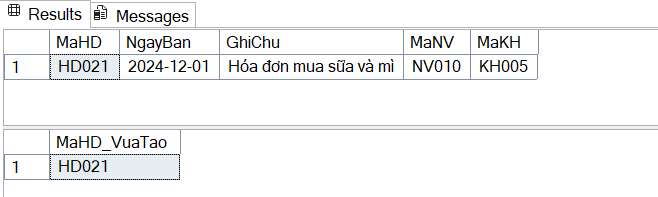 Results Messages
MaHD NgayBan GhiChu MaNV MaKH
1 HD021 2024-12-01 Hóa đơn mua sữa và mì NV010 KH005
MaHD_VuaTao
1 HD021